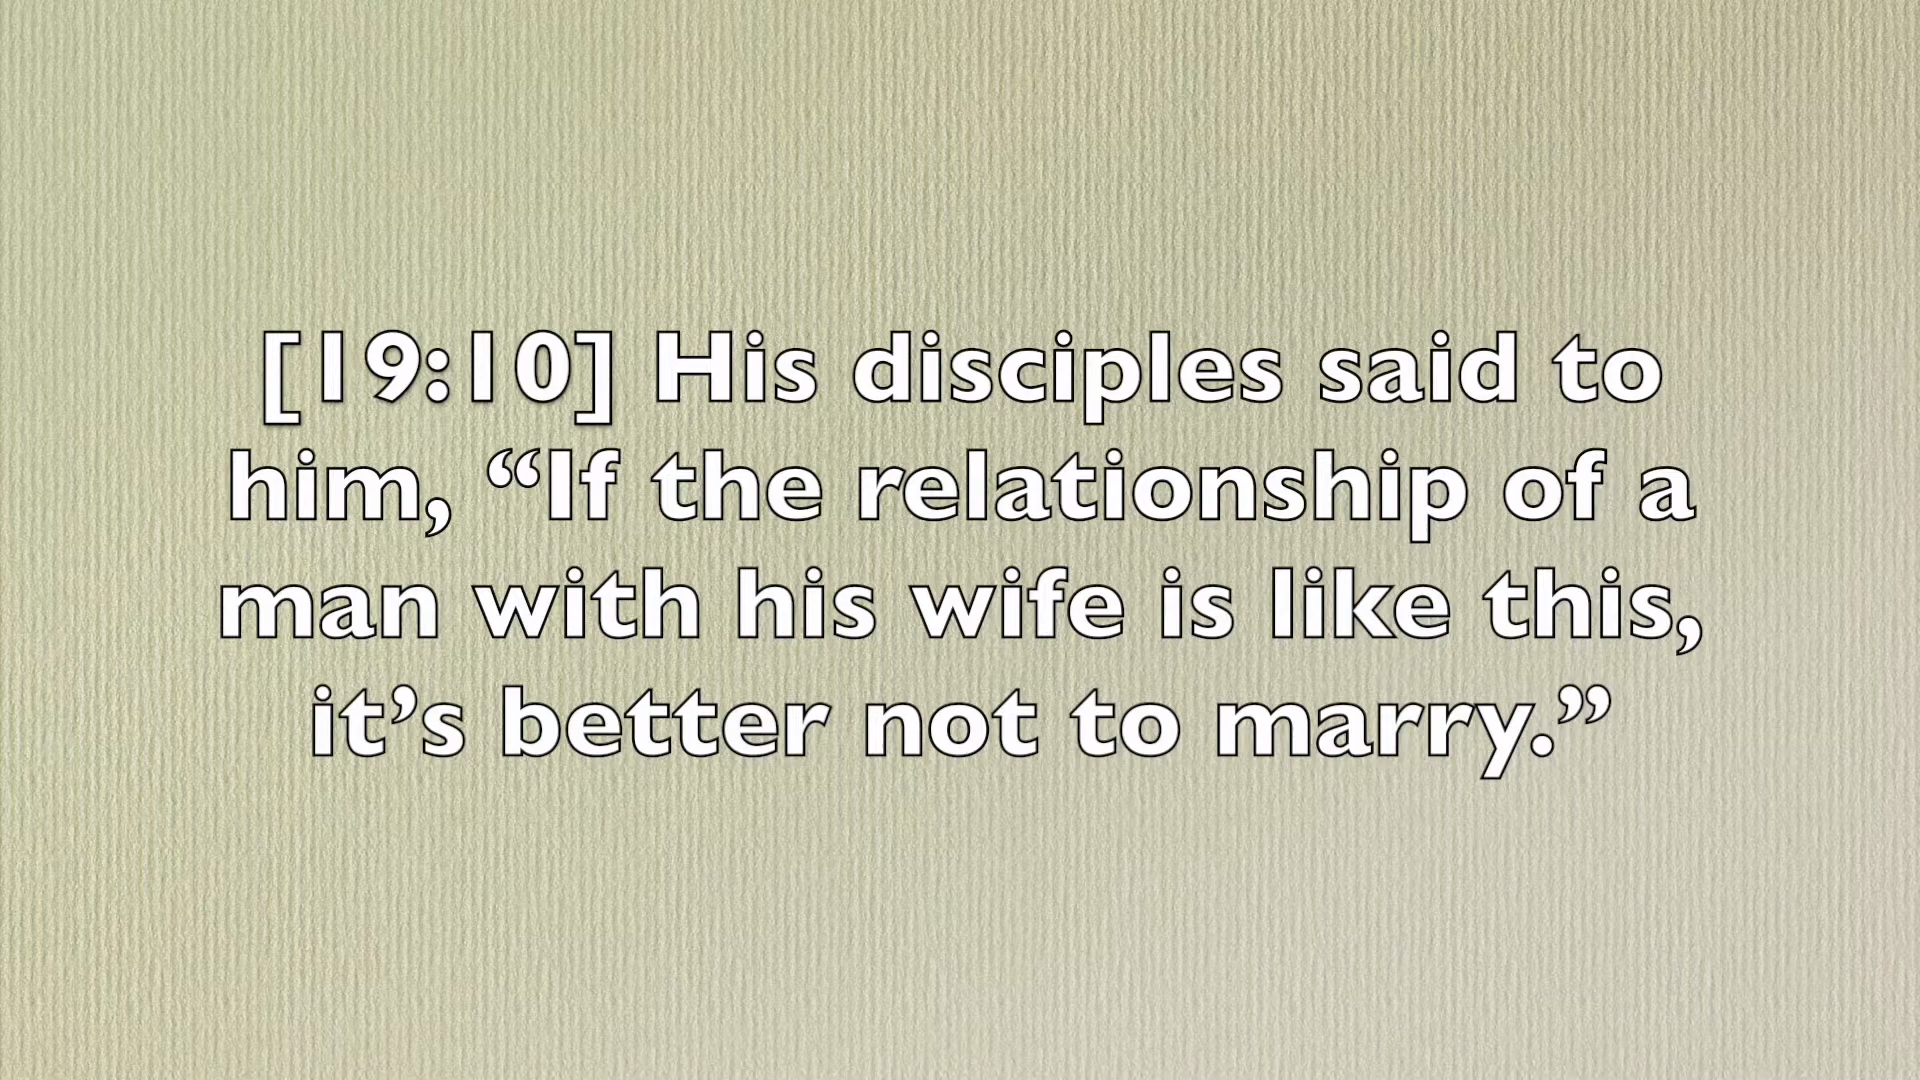 [19:10] His disciples said to
him, “If the relationship of a
man with his wife is like this,
it’s better not to marry.”